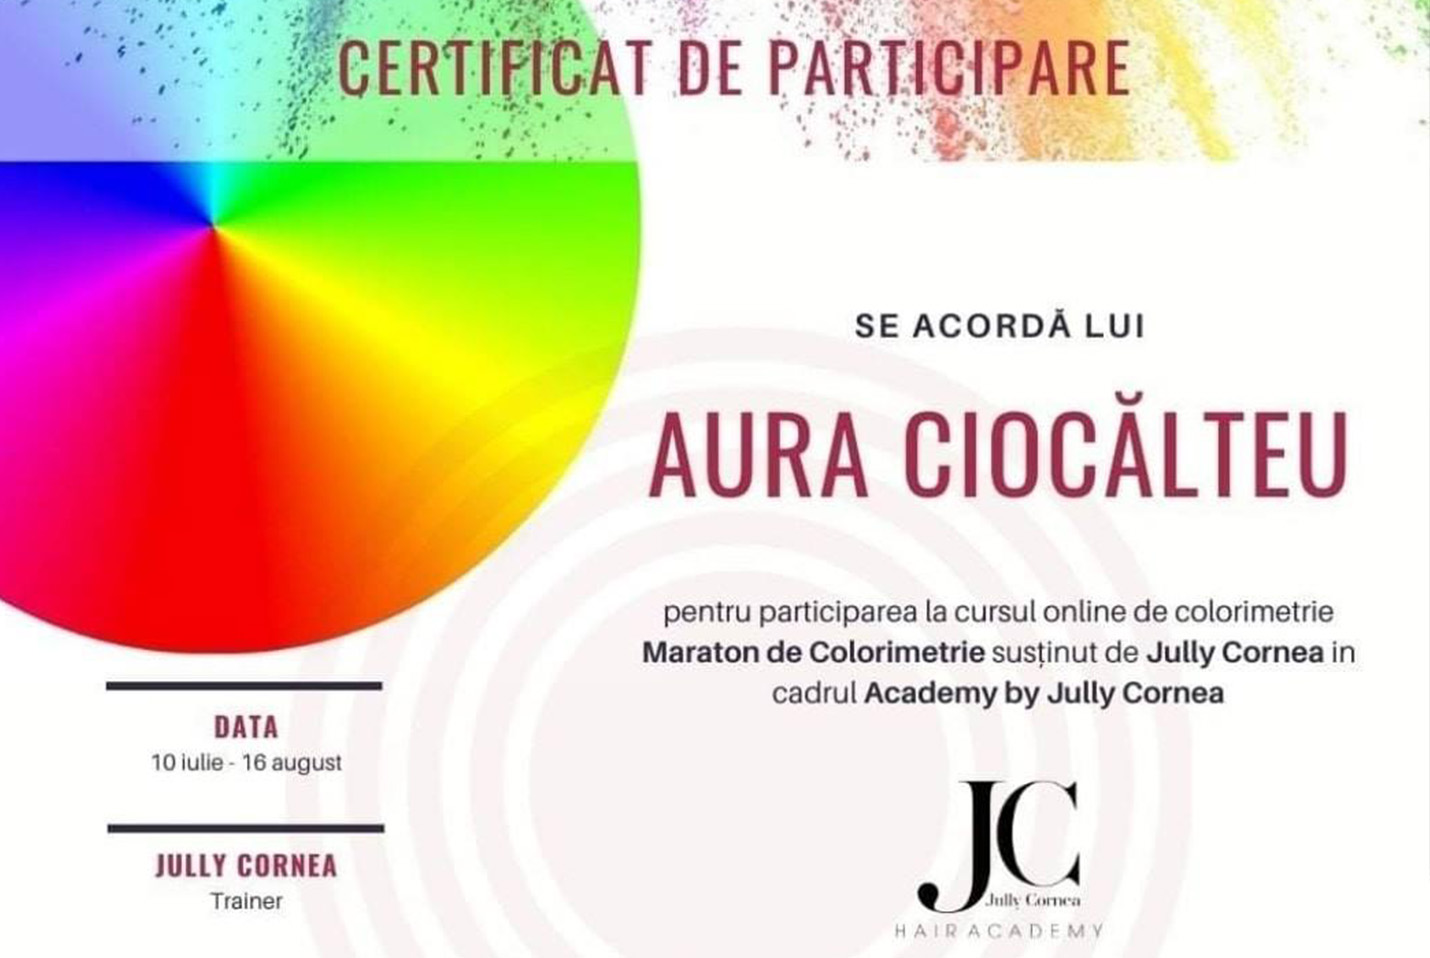 CERTIFICAT DE PARTICIPARE
SE ACORDĂ LUI
AURA CIOCĂLTEU
pentru participarea la cursul online de colorimetrie
Maraton de Colorimetrie susținut de Jully Cornea in
cadrul Academy by Jully Cornea
DATA
10 iulie - 16 august
JULLY CORNEA
Trainer
JC
Jully Cornea
HAIR ACADEMY